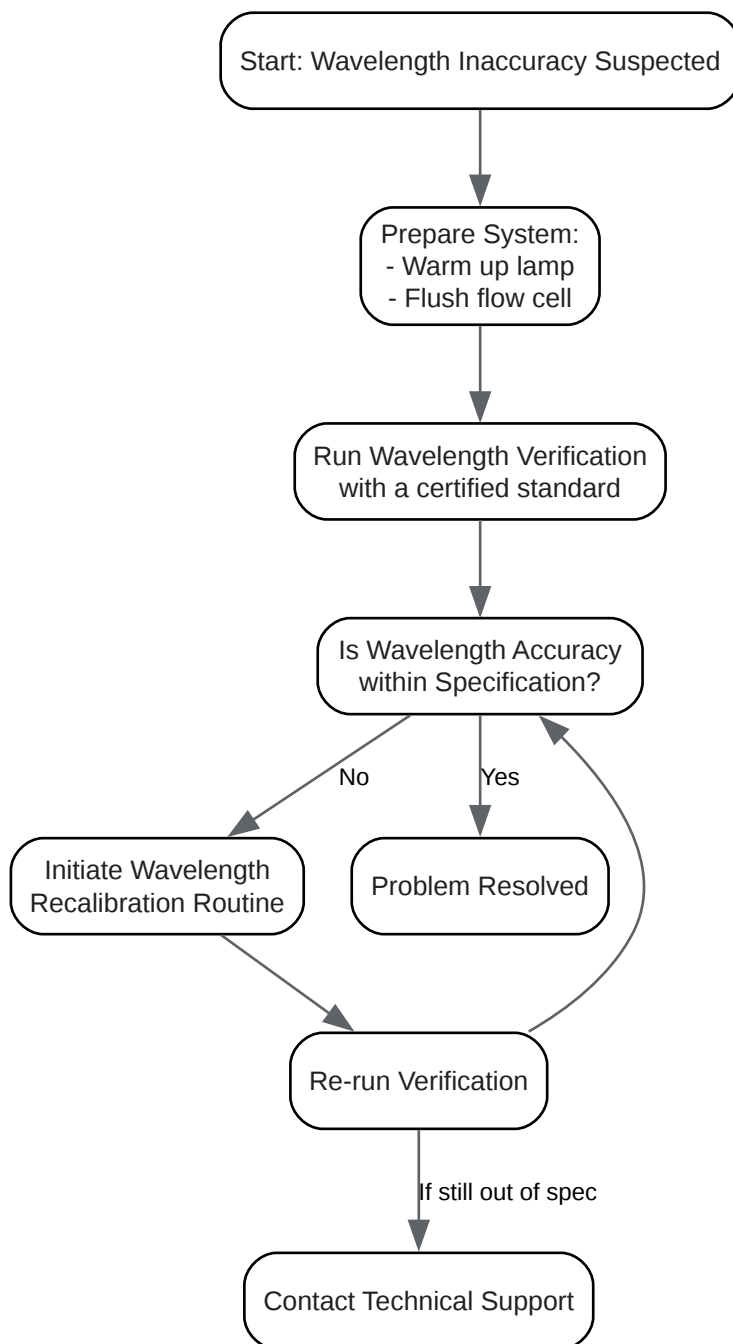 Start: Wavelength Inaccuracy Suspected
Prepare System:
- Warm up lamp
- Flush flow cell
Run Wavelength Verification
with a certified standard
Is Wavelength Accuracy
within Specification?
No
Yes
Initiate Wavelength
Recalibration Routine
Problem Resolved
Re-run Verification
If still out of spec
Contact Technical Support